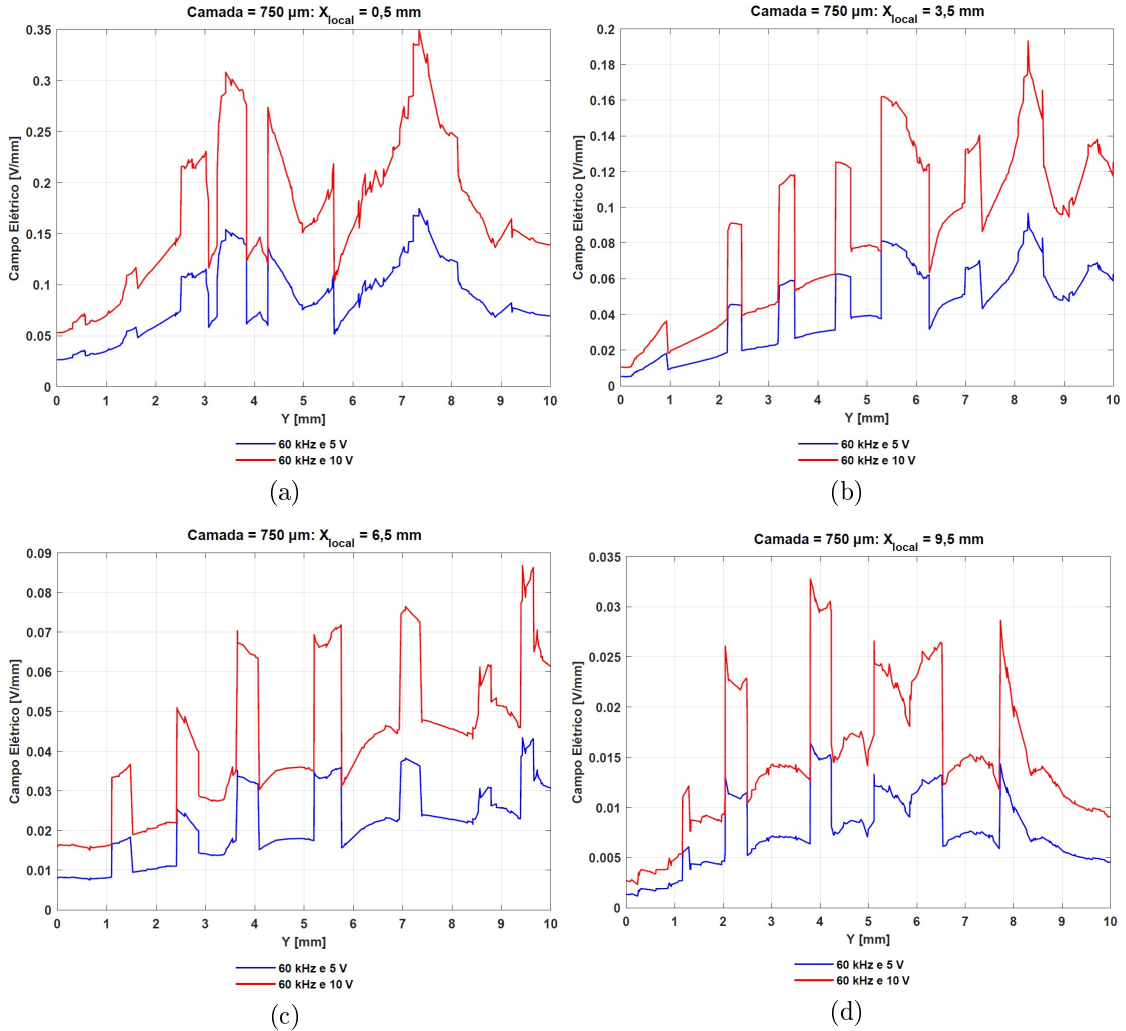 Camada = 750 µm: Xlocal = 0,5 mm
Campo Elétrico [V/mm]
0.35
0.3
0.25
0.2
0.15
0.1
0.05
0
0 1 2 3 4 5 6 7 8 9 10
Y [mm]
60 kHz e 5 V
60 kHz e 10 V
(a)
Camada = 750 µm: Xlocal = 3,5 mm
Campo Elétrico [V/mm]
0.2
0.18
0.16
0.14
0.12
0.1
0.08
0.06
0.04
0.02
0
0 1 2 3 4 5 6 7 8 9 10
Y [mm]
60 kHz e 5 V
60 kHz e 10 V
(b)
Camada = 750 µm: Xlocal = 6,5 mm
Campo Elétrico [V/mm]
0.09
0.08
0.07
0.06
0.05
0.04
0.03
0.02
0.01
0
0 1 2 3 4 5 6 7 8 9 10
Y [mm]
60 kHz e 5 V
60 kHz e 10 V
(c)
Camada = 750 µm: Xlocal = 9,5 mm
Campo Elétrico [V/mm]
0.035
0.03
0.025
0.02
0.015
0.01
0.005
0
0 1 2 3 4 5 6 7 8 9 10
Y [mm]
60 kHz e 5 V
60 kHz e 10 V
(d)